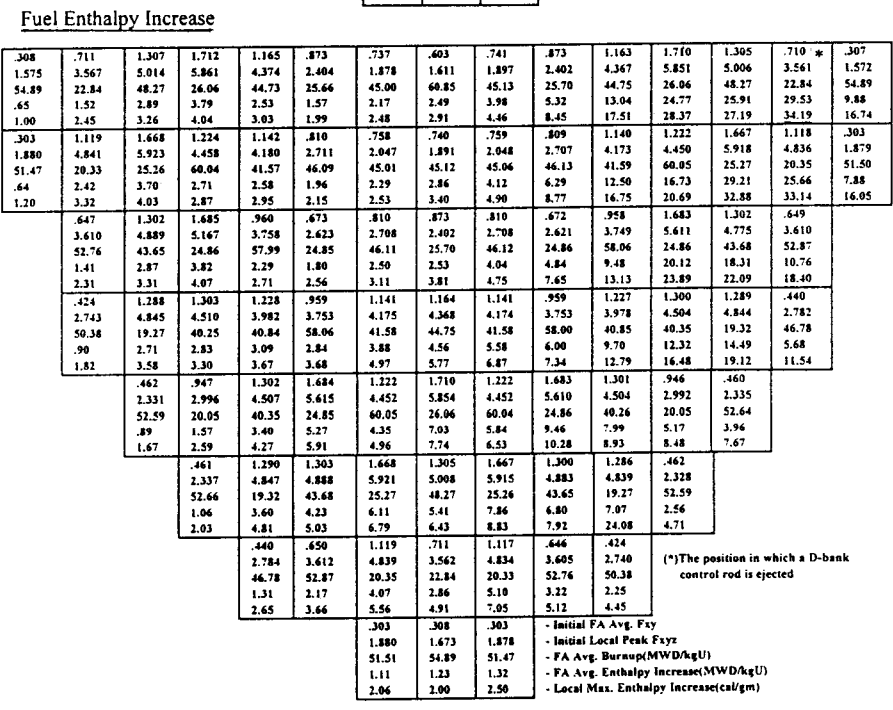 Fuel Enthalpy Increase
.308 .711 1.307 1.712 1.165 .873 .737 .603 .741 .873 1.163 1.710 1.305 .710 * .307
1.575 3.567 5.014 5.861 4.374 2.404 1.878 1.611 1.897 2.402 4.367 5.851 5.006 3.561 1.572
54.89 22.84 48.27 26.06 44.73 25.66 45.00 60.85 45.13 25.70 44.75 26.06 48.27 22.84 54.89
.65 1.52 2.89 3.79 2.53 1.57 2.17 2.49 3.98 5.32 13.04 24.77 25.91 29.53 9.88
1.00 2.45 3.26 4.04 3.03 1.99 2.48 2.91 4.46 8.45 17.51 28.37 27.19 34.19 16.74
.303 1.119 1.668 1.224 1.142 .810 .758 .740 .759 .809 1.140 1.222 1.667 1.118 .303
1.880 4.841 5.923 4.458 4.180 2.711 2.047 1.891 2.048 2.707 4.173 4.450 5.918 4.836 1.879
51.47 20.33 25.26 60.04 41.57 46.09 45.01 45.12 45.06 46.13 41.59 60.05 25.27 20.35 51.50
.64 2.42 3.70 2.71 2.58 1.96 2.29 2.86 4.12 6.29 12.50 16.73 29.21 25.66 7.88
1.20 3.32 4.03 2.87 2.95 2.15 2.53 3.40 4.90 8.77 16.75 20.69 32.88 33.14 16.05
.647 1.302 1.685 .960 .673 .810 .873 .810 .672 .958 1.683 1.302 .649
3.610 4.889 5.167 3.758 2.623 2.708 2.402 2.708 2.621 3.749 5.611 4.775 3.610
52.76 43.65 24.86 57.99 24.85 46.11 25.70 46.12 24.86 58.06 24.86 43.68 52.87
1.41 2.87 3.82 2.29 1.80 2.50 2.53 4.04 4.84 9.48 20.12 18.31 10.76
2.31 3.31 4.07 2.71 2.56 3.11 3.81 4.75 7.65 13.13 23.89 22.09 18.40
.424 1.288 1.303 1.228 .959 1.141 1.164 1.141 .959 1.227 1.300 1.289 .440
2.743 4.845 4.510 3.982 3.753 4.175 4.368 4.174 3.753 3.978 4.504 4.844 2.782
50.38 19.27 40.25 40.84 58.06 41.58 44.75 41.58 58.00 40.85 40.35 19.32 46.78
.90 2.71 2.83 3.09 2.84 3.88 4.56 5.58 6.00 9.70 12.32 14.49 5.68
1.82 3.58 3.30 3.67 3.68 4.97 5.77 6.87 7.34 12.79 16.48 19.12 11.54
.462 .947 1.302 1.684 1.222 1.710 1.222 1.683 1.301 .946 .460
2.331 2.996 4.507 5.615 4.452 5.854 4.452 5.610 4.504 2.992 2.335
52.59 20.05 40.35 24.85 60.05 26.06 60.04 24.86 40.26 20.05 52.64
.89 1.57 3.40 5.27 4.35 7.03 5.84 9.46 7.99 5.17 3.96
1.67 2.59 4.27 5.91 4.96 7.74 6.53 10.28 8.93 8.48 7.67
.461 1.290 1.303 1.668 1.305 1.667 1.300 1.286 .462
2.337 4.847 4.888 5.921 5.008 5.915 4.883 4.839 2.328
52.66 19.32 43.68 25.27 48.27 25.26 43.65 19.27 52.59
1.06 3.60 4.23 6.11 5.41 7.86 6.80 7.07 2.56
2.03 4.81 5.03 6.79 6.43 8.83 7.92 24.08 4.71
.440 .650 1.119 .711 1.117 .646 .424
2.784 3.612 4.839 3.562 4.834 3.605 2.740 (*)The position in which a D-bank
46.78 52.87 20.35 22.84 20.33 52.76 50.38 control rod is ejected
1.31 2.17 4.07 2.86 5.10 3.22 2.25
2.65 3.66 5.56 4.91 7.05 5.12 4.45
.303 .308 .303 - Initial FA Avg. Fxy
1.880 1.673 1.878 - Initial Local Peak Fxyz
51.51 54.89 51.47 - FA Avg. Burnup(MWD/kgU)
1.11 1.23 1.32 - FA Avg. Enthalpy Increase(MWD/kgU)
2.06 2.00 2.50 - Local Max. Enthalpy Increase(cal/gm)